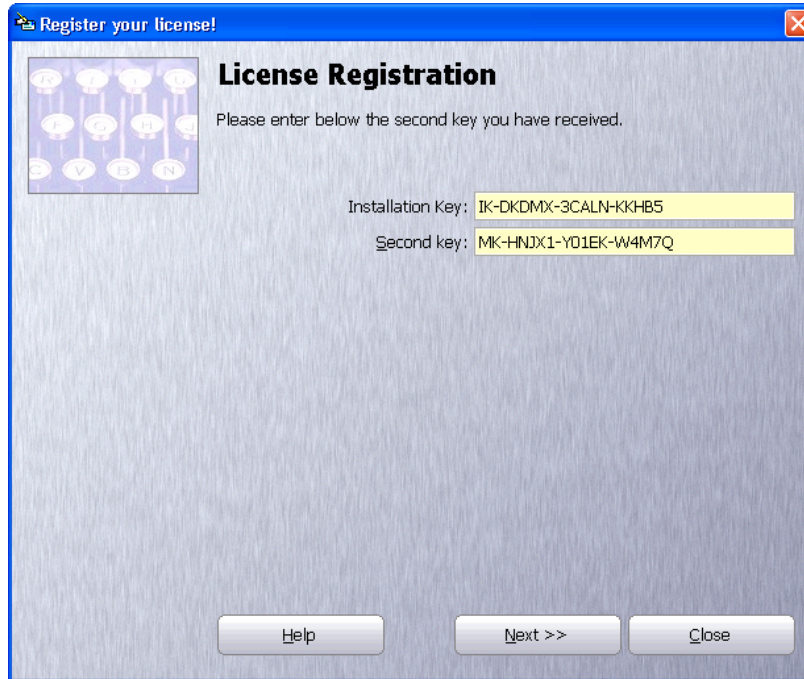 Register your license!
License Registration
Please enter below the second key you have received.
Installation Key: IK-DKDMX-3CALN-KKHB5
Second key: MK-HNJX1-Y01EK-W4M7Q
Help Next >> Close